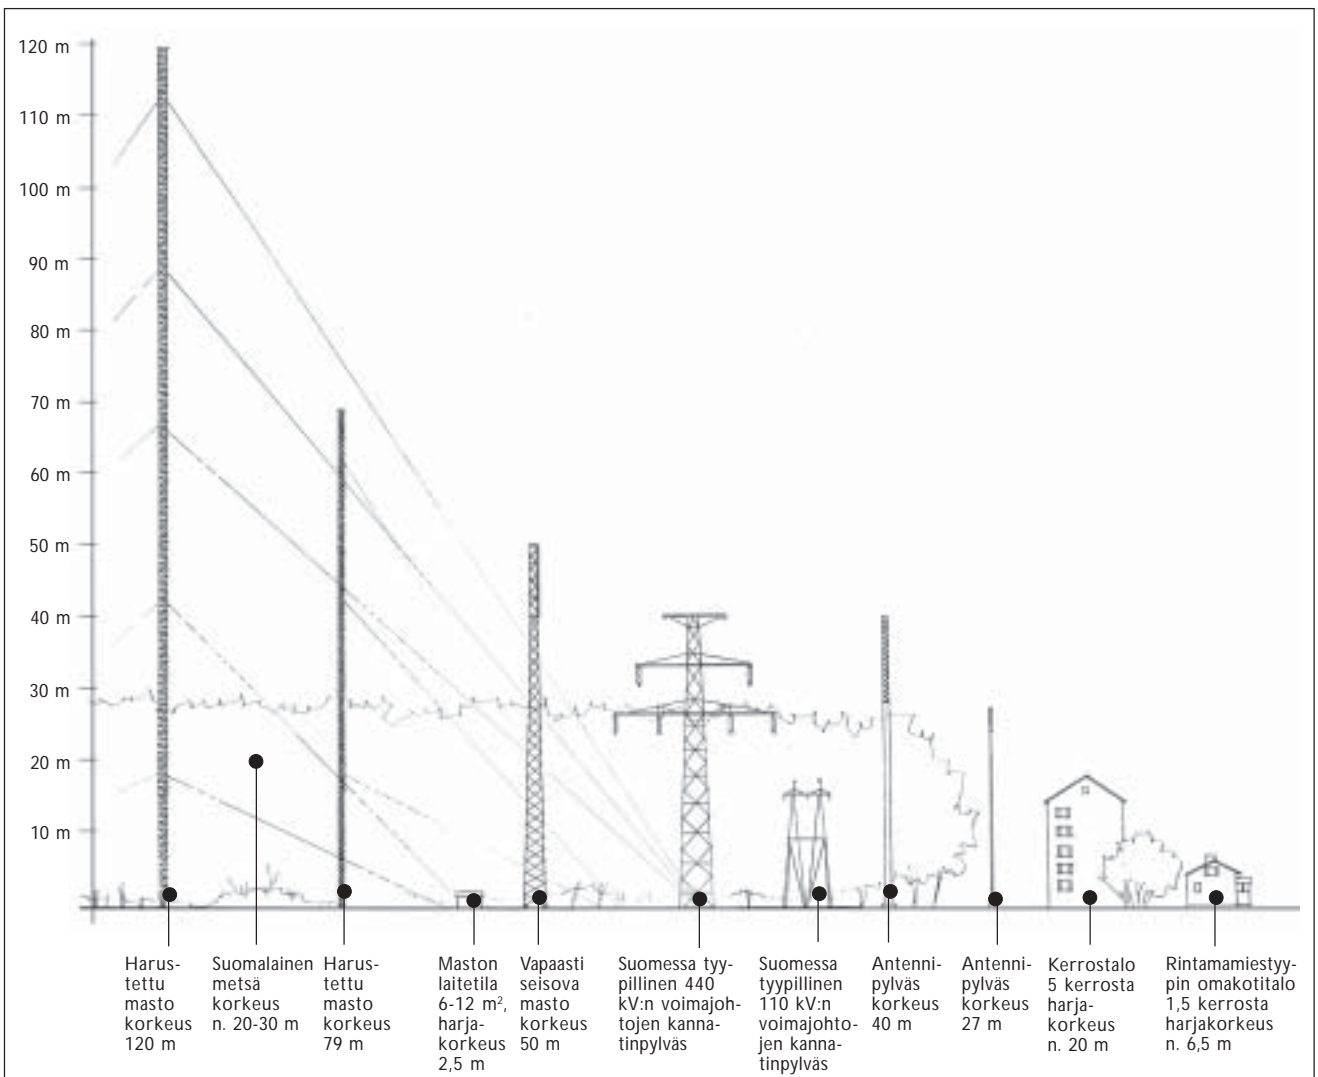 120 m
110 m
100 m
90 m
80 m
70 m
60 m
50 m
40 m
30 m
20 m
10 m
Harus-
tettu
masto
korkeus
120 m
Suomalainen
metsä
korkeus
n. 20-30 m
Harus-
tettu
masto
korkeus
79 m
Maston
laitetila
6-12 m²,
harja-
korkeus
2,5 m
Vapaasti
seisova
masto
korkeus
50 m
Suomessa tyy-
pillinen 440
kV:n voimajoh-
tojen kanna-
tinpylväs
Suomessa
tyypillinen
110 kV:n
voimajohto-
jen kanna-
tinpylväs
Antenni-
pylväs
korkeus
40 m
Antenni-
pylväs
korkeus
27 m
Kerrostalo
5 kerrosta
harja-
korkeus
n. 20 m
Rintamamiestyy-
pin omakotitalo
1,5 kerrosta
harjakorkeus
n. 6,5 m